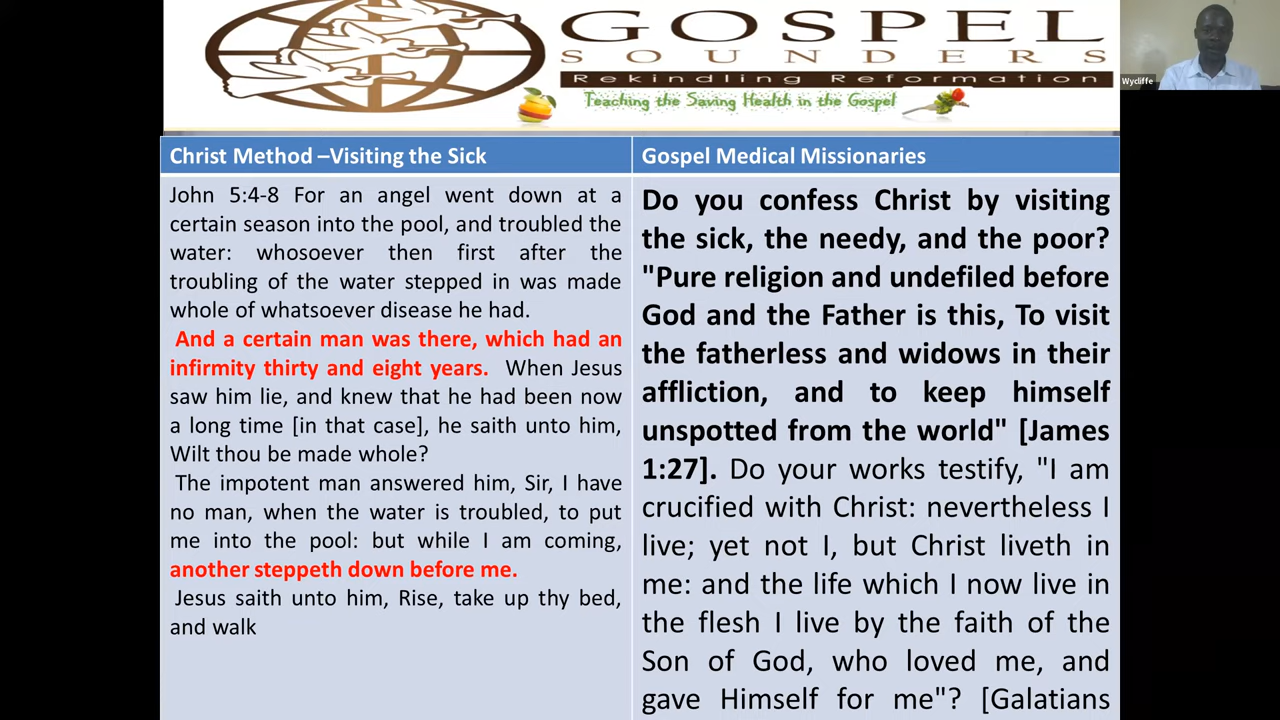 GOSPEL
SOUNDERS
Rekindling Reformation
Teaching the Saving Health in the Gospel
Wycliffe
Christ Method –Visiting the Sick
John 5:4-8 For an angel went down at a
certain season into the pool, and troubled the
water: whosoever then first after the
troubling of the water stepped in was made
whole of whatsoever disease he had.
And a certain man was there, which had an
infirmity thirty and eight years. When Jesus
saw him lie, and knew that he had been now
a long time [in that case], he saith unto him,
Wilt thou be made whole?
The impotent man answered him, Sir, I have
no man, when the water is troubled, to put
me into the pool: but while I am coming,
another steppeth down before me.
Jesus saith unto him, Rise, take up thy bed,
and walk
Gospel Medical Missionaries
Do you confess Christ by visiting
the sick, the needy, and the poor?
"Pure religion and undefiled before
God and the Father is this, To visit
the fatherless and widows in their
affliction, and to keep himself
unspotted from the world" [James
1:27]. Do your works testify, "I am
crucified with Christ: nevertheless I
live; yet not I, but Christ liveth in
me: and the life which I now live in
the flesh I live by the faith of the
Son of God, who loved me, and
gave Himself for me"? [Galatians